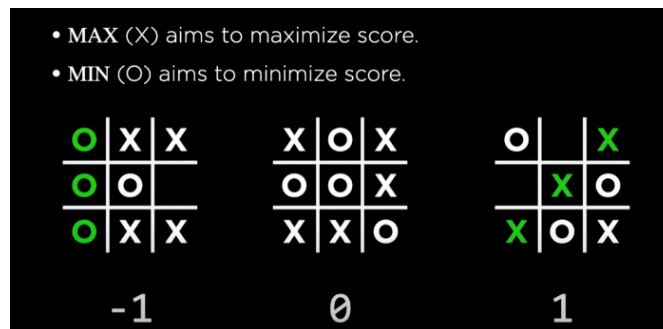 • MAX (X) aims to maximize score.
• MIN (O) aims to minimize score.
O X X X O X O X
O O O O X X O
O X X X X O X O X
-1 0 1